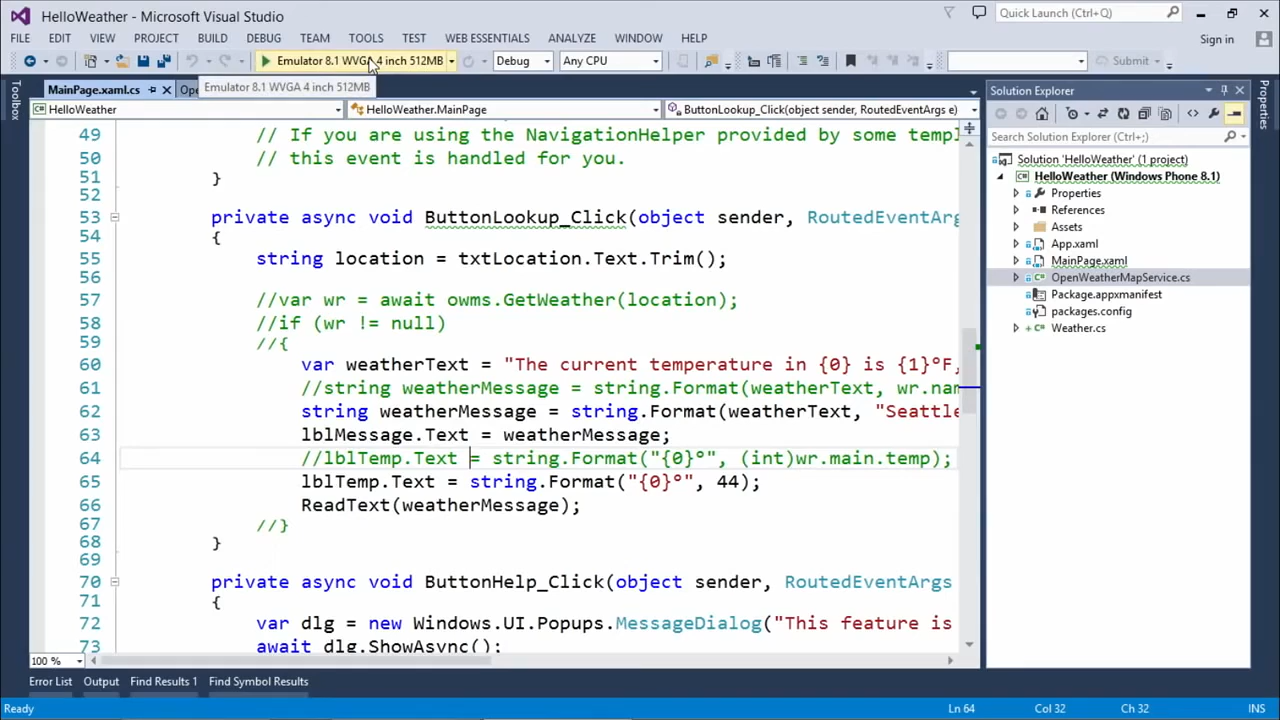 HelloWeather - Microsoft Visual Studio
Quick Launch (Ctrl+Q)
FILE EDIT VIEW PROJECT BUILD DEBUG TEAM TOOLS TEST WEB ESSENTIALS ANALYZE WINDOW HELP
Sign in
Emulator 8.1 WVGA 4 inch 512MB
Debug
Any CPU
Submit
Toolbox
MainPage.xaml.cs
Emulator 8.1 WVGA 4 inch 512MB
HelloWeather
HelloWeather.MainPage
ButtonLookup_Click(object sender, RoutedEventArgs e)
49 // If you are using the NavigationHelper provided by some templ
50 // this event is handled for you.
51 }
52
53 private async void ButtonLookup_Click(object sender, RoutedEventArg
54 {
55 string location = txtLocation.Text.Trim();
56
57 //var wr = await owms.GetWeather(location);
58 //if (wr != null)
59 //{
60 var weatherText = "The current temperature in {0} is {1}°F,
61 //string weatherMessage = string.Format(weatherText, wr.nam
62 string weatherMessage = string.Format(weatherText, "Seattle
63 lblMessage.Text = weatherMessage;
64 //lblTemp.Text = string.Format("{0}°", (int)wr.main.temp);
65 lblTemp.Text = string.Format("{0}°", 44);
66 ReadText(weatherMessage);
67 //}
68 }
69
70 private async void ButtonHelp_Click(object sender, RoutedEventArgs
71 {
72 var dlg = new Windows.UI.Popups.MessageDialog("This feature is
73 await dlg.ShowAsync();
100 %
Solution Explorer
Search Solution Explorer (Ctrl+;)
Solution 'HelloWeather' (1 project)
HelloWeather (Windows Phone 8.1)
Properties
References
Assets
App.xaml
MainPage.xaml
OpenWeatherMapService.cs
Package.appxmanifest
packages.config
Weather.cs
Properties
Error List Output Find Results 1 Find Symbol Results
Ready
Ln 64
Col 32
Ch 32
INS